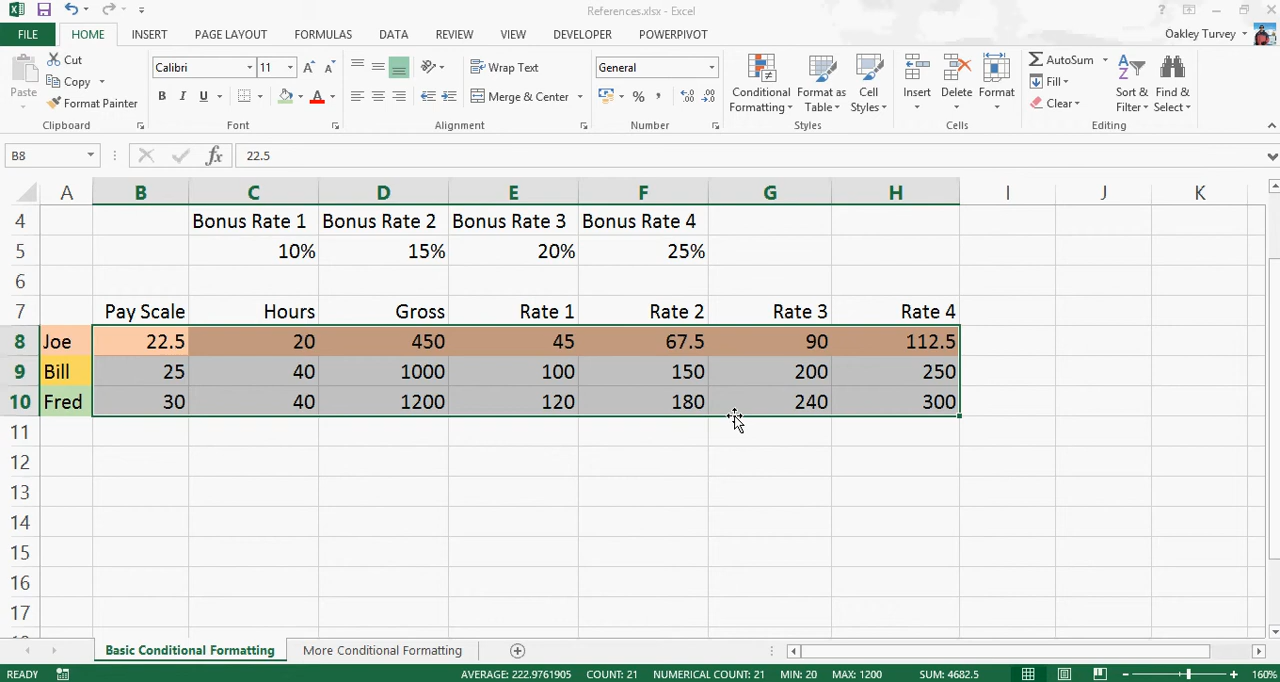 References.xlsx - Excel
? 
FILE HOME INSERT PAGE LAYOUT FORMULAS DATA REVIEW VIEW DEVELOPER POWERPIVOT Oakley Turvey
Paste Cut Copy Format Painter Clipboard
Calibri 11 B I U A A A Font
Wrap Text Merge & Center Alignment
General % , .0 .00 Number
Conditional Formatting Format as Table Cell Styles Styles
Insert Delete Format Cells
AutoSum Fill Clear Sort & Filter Find & Select Editing
B8 fx 22.5
A B C D E F G H I J K
4 Bonus Rate 1 Bonus Rate 2 Bonus Rate 3 Bonus Rate 4
5 10% 15% 20% 25%
6
7 Pay Scale Hours Gross Rate 1 Rate 2 Rate 3 Rate 4
8 Joe 22.5 20 450 45 67.5 90 112.5
9 Bill 25 40 1000 100 150 200 250
10 Fred 30 40 1200 120 180 240 300
11
12
13
14
15
16
17
Basic Conditional Formatting More Conditional Formatting
READY AVERAGE: 222.9761905 COUNT: 21 NUMERICAL COUNT: 21 MIN: 20 MAX: 1200 SUM: 4682.5 160%